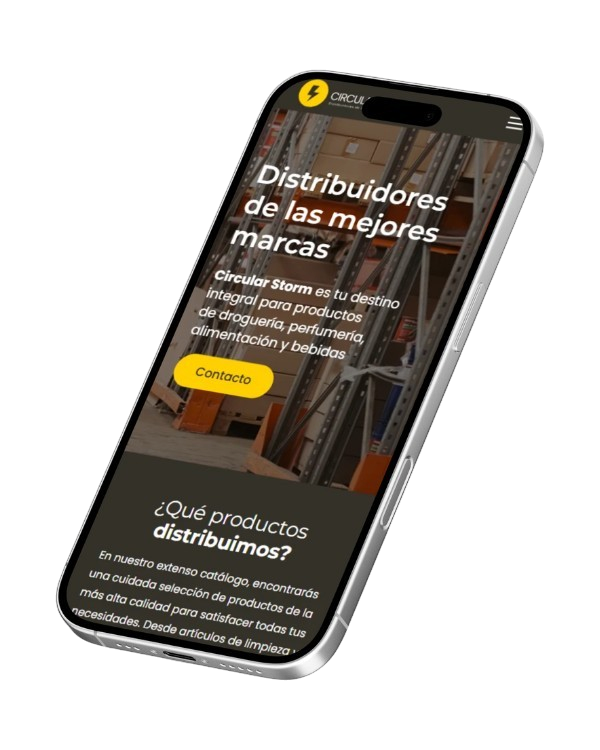 Distribuidores
de las mejores
marcas
Circular Storm es tu destino
integral para productos
de droguería, perfumería,
alimentación y bebidas
Contacto
¿Qué productos
distribuimos?
En nuestro extenso catálogo, encontrarás
una cuidada selección de productos de la
más alta calidad para satisfacer todas tus
necesidades. Desde artículos de limpieza